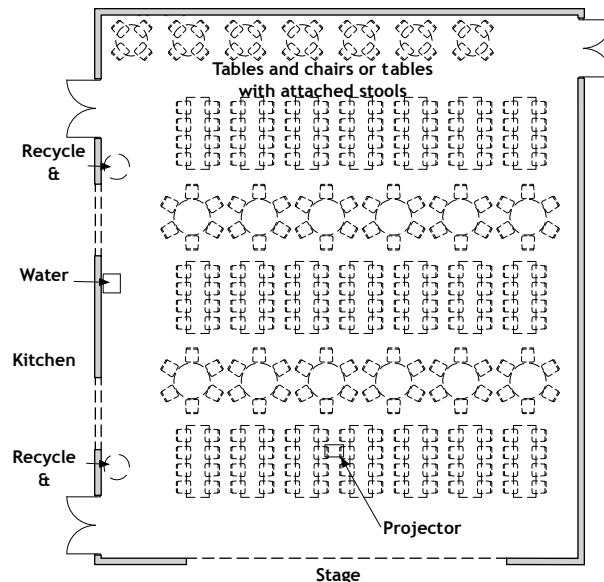 Tables and chairs or tables
with attached stools
Recycle
&
Water
Kitchen
Recycle
&
Projector
Stage